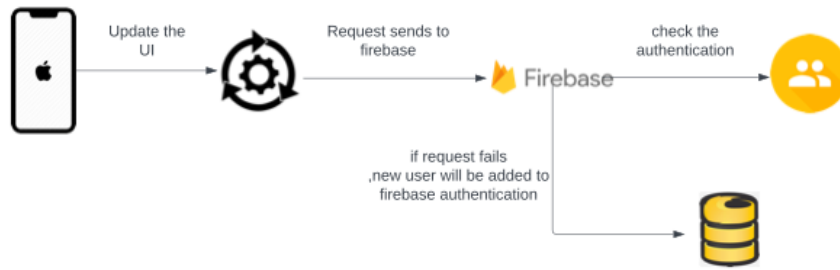 Update the
UI
Request sends to
firebase
check the
authentication
Firebase
if request fails
,new user will be added to
firebase authentication